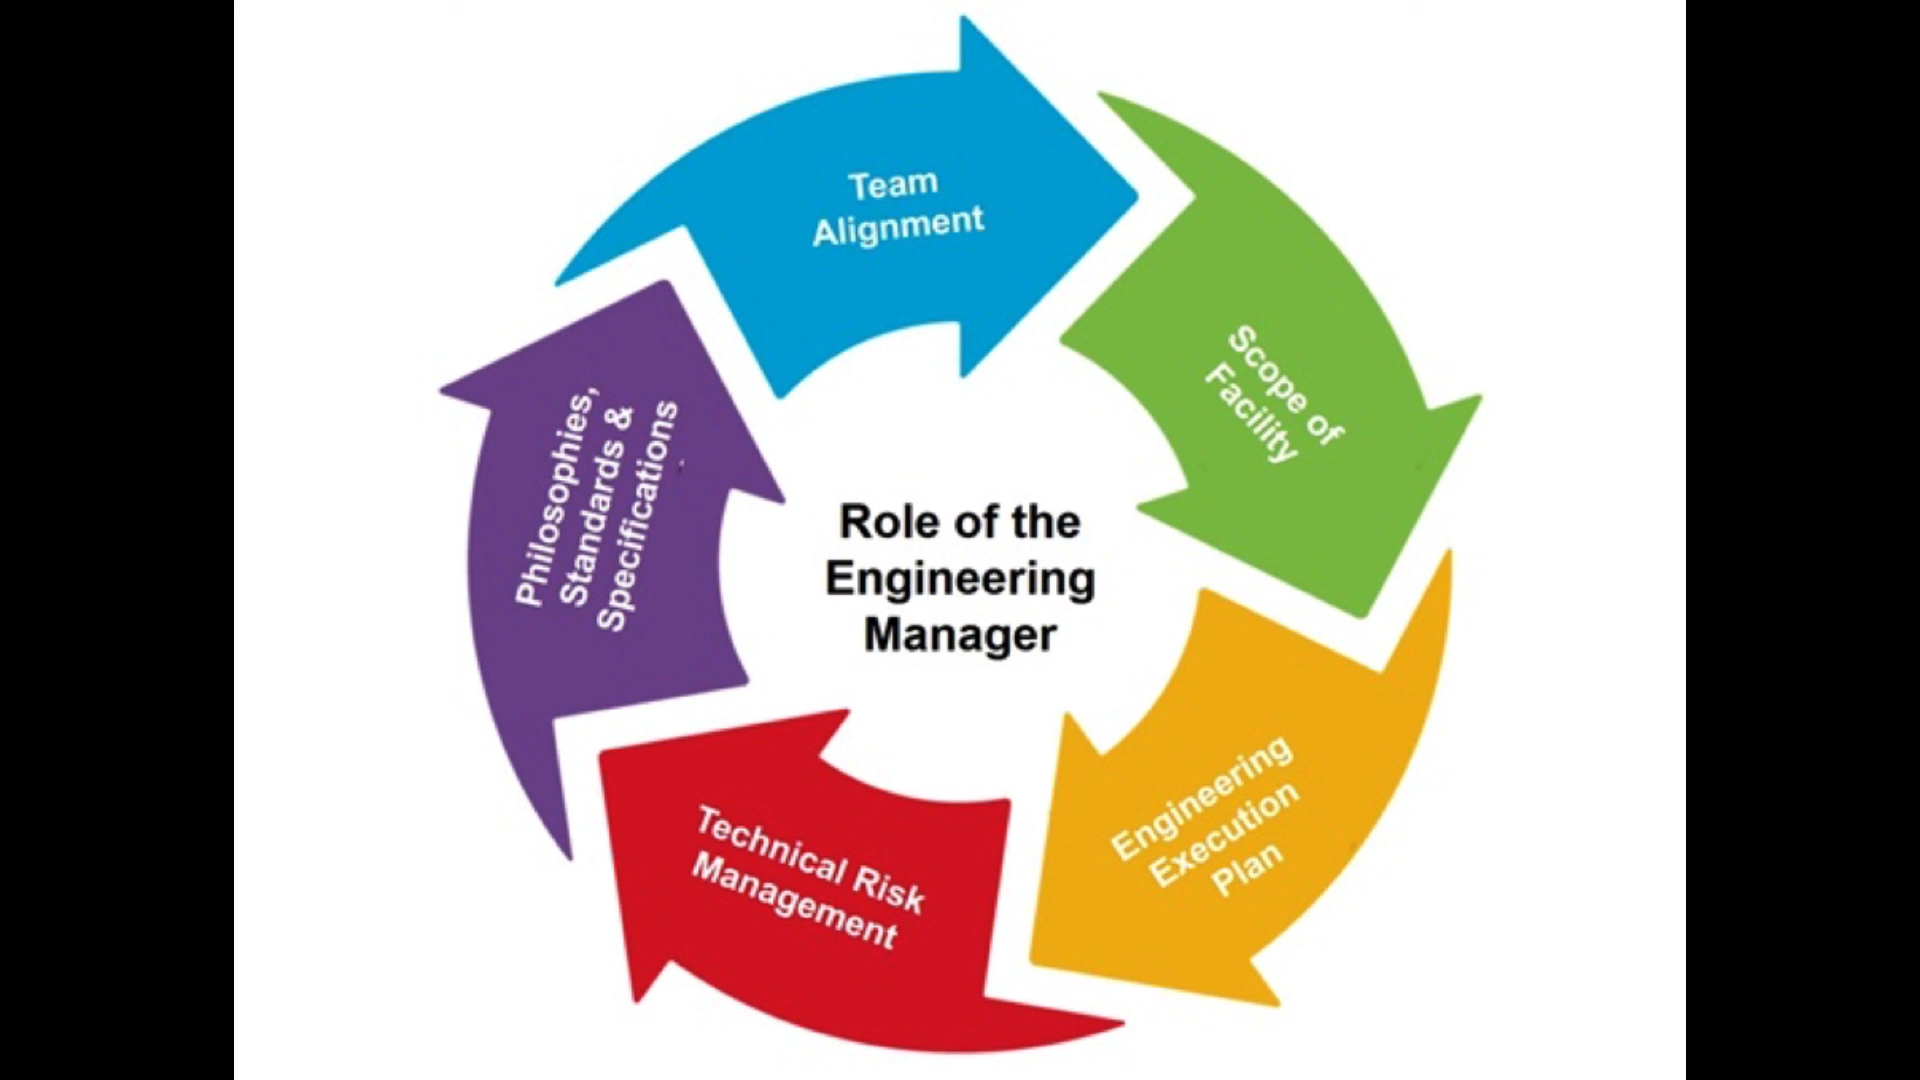 Team
Alignment
Scope of
Facility
Engineering
Execution
Plan
Technical Risk
Management
Philosophies,
Standards &
Specifications
Role of the
Engineering
Manager